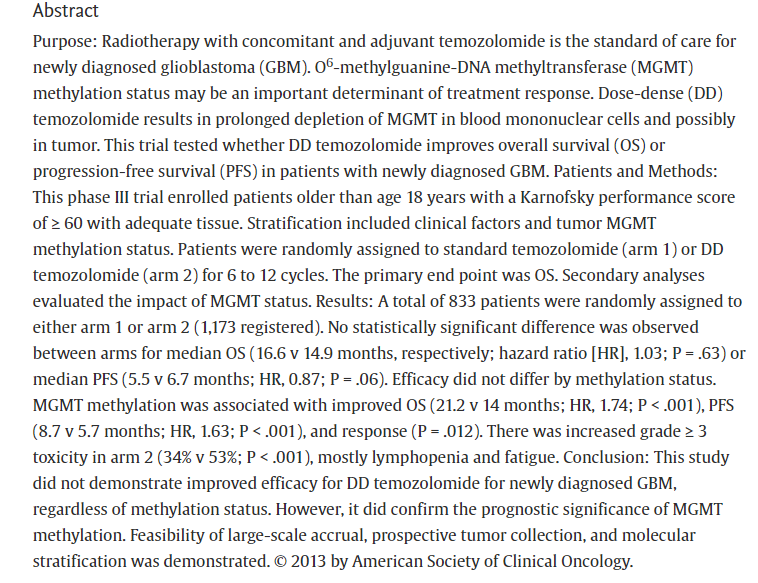 Abstract
Purpose: Radiotherapy with concomitant and adjuvant temozolomide is the standard of care for
newly diagnosed glioblastoma (GBM). O⁶-methylguanine-DNA methyltransferase (MGMT)
methylation status may be an important determinant of treatment response. Dose-dense (DD)
temozolomide results in prolonged depletion of MGMT in blood mononuclear cells and possibly
in tumor. This trial tested whether DD temozolomide improves overall survival (OS) or
progression-free survival (PFS) in patients with newly diagnosed GBM. Patients and Methods:
This phase III trial enrolled patients older than age 18 years with a Karnofsky performance score
of ≥ 60 with adequate tissue. Stratification included clinical factors and tumor MGMT
methylation status. Patients were randomly assigned to standard temozolomide (arm 1) or DD
temozolomide (arm 2) for 6 to 12 cycles. The primary end point was OS. Secondary analyses
evaluated the impact of MGMT status. Results: A total of 833 patients were randomly assigned to
either arm 1 or arm 2 (1,173 registered). No statistically significant difference was observed
between arms for median OS (16.6 v 14.9 months, respectively; hazard ratio [HR], 1.03; P = .63) or
median PFS (5.5 v 6.7 months; HR, 0.87; P = .06). Efficacy did not differ by methylation status.
MGMT methylation was associated with improved OS (21.2 v 14 months; HR, 1.74; P < .001), PFS
(8.7 v 5.7 months; HR, 1.63; P < .001), and response (P = .012). There was increased grade ≥ 3
toxicity in arm 2 (34% v 53%; P < .001), mostly lymphopenia and fatigue. Conclusion: This study
did not demonstrate improved efficacy for DD temozolomide for newly diagnosed GBM,
regardless of methylation status. However, it did confirm the prognostic significance of MGMT
methylation. Feasibility of large-scale accrual, prospective tumor collection, and molecular
stratification was demonstrated. © 2013 by American Society of Clinical Oncology.